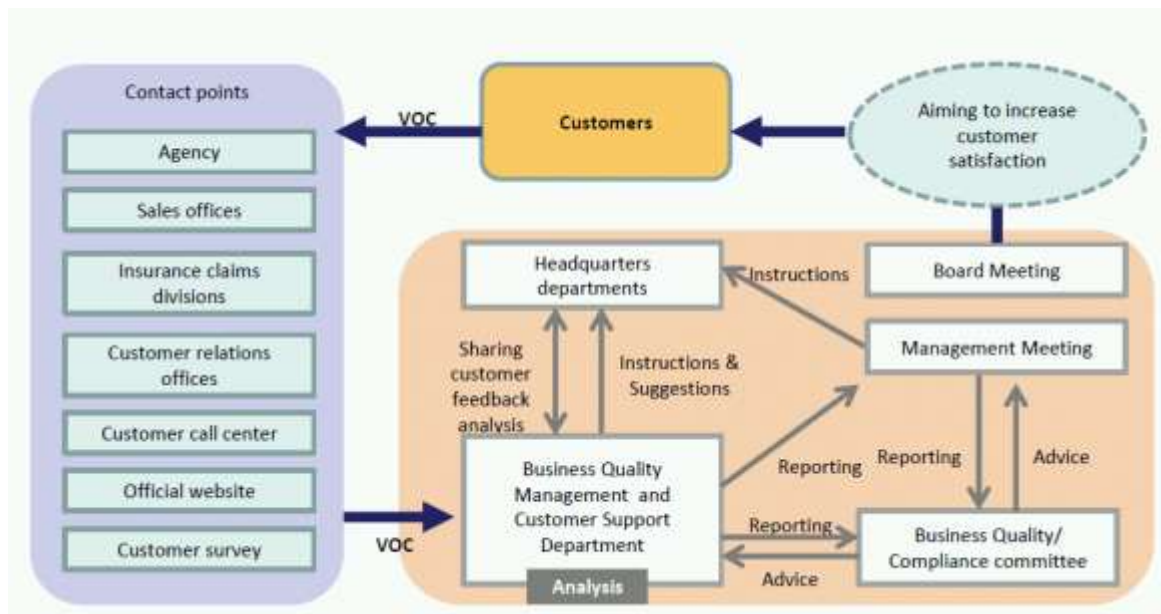 Contact points
Agency
Sales offices
Insurance claims
divisions
Customer relations
offices
Customer call center
Official website
Customer survey
VOC
Customers
Aiming to increase
customer
satisfaction
VOC
Headquarters
departments
Instructions
Board Meeting
Management Meeting
Sharing
customer
feedback
analysis
Instructions &
Suggestions
Reporting
Reporting
Advice
Business Quality
Management and
Customer Support
Department
Analysis
Reporting
Advice
Business Quality/
Compliance committee